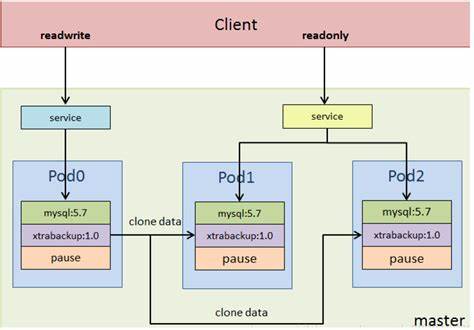 Client
readwrite
readonly
service
service
Pod0
Pod1
Pod2
mysql:5.7
xtrabackup:1.0
pause
clone data
mysql:5.7
xtrabackup:1.0
pause
mysql:5.7
xtrabackup:1.0
pause
clone data
master